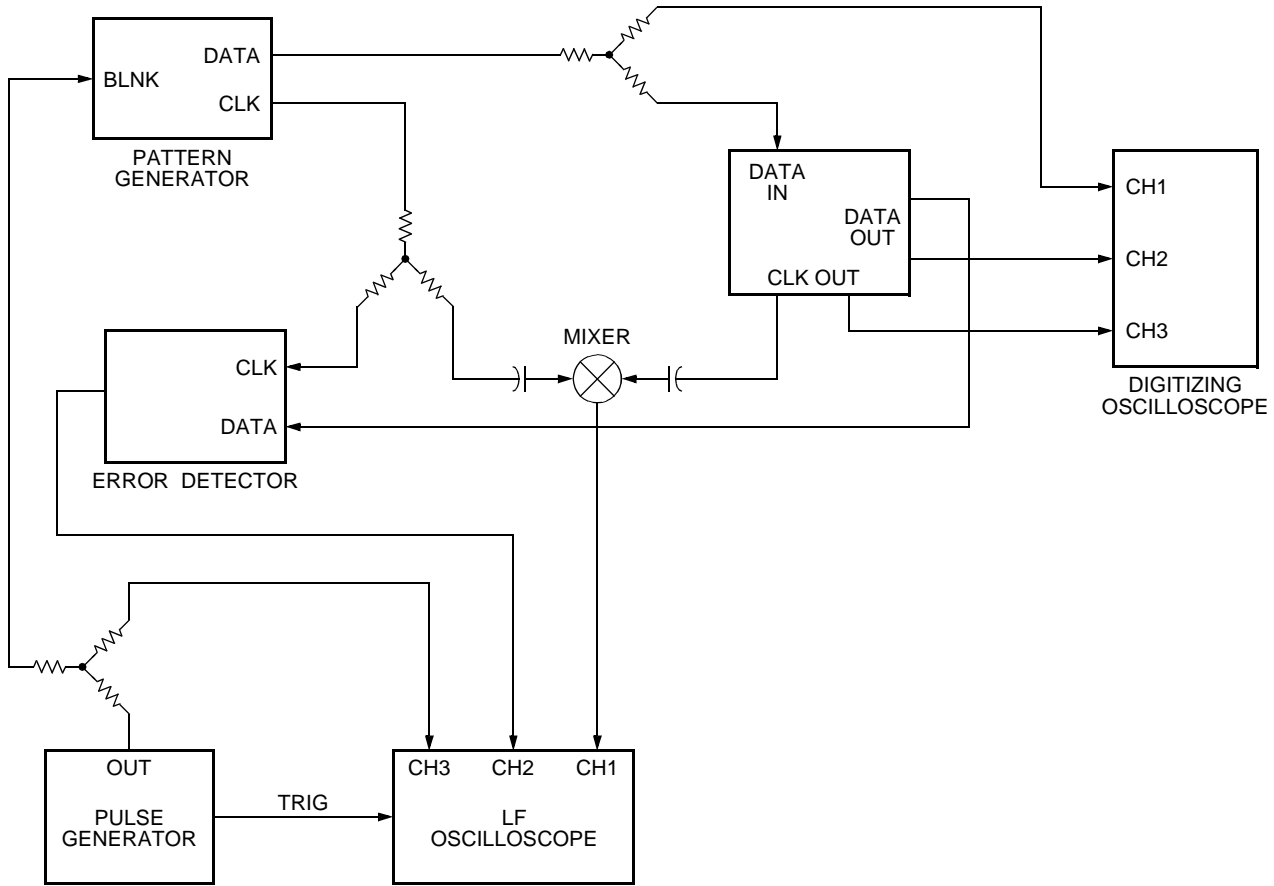 DATA
BLNK
CLK
PATTERN
GENERATOR
DATA
IN
DATA
OUT
CLK OUT
CH1
CH2
CH3
DIGITIZING
OSCILLOSCOPE
MIXER
CLK
DATA
ERROR DETECTOR
OUT
PULSE
GENERATOR
TRIG
CH3 CH2 CH1
LF
OSCILLOSCOPE